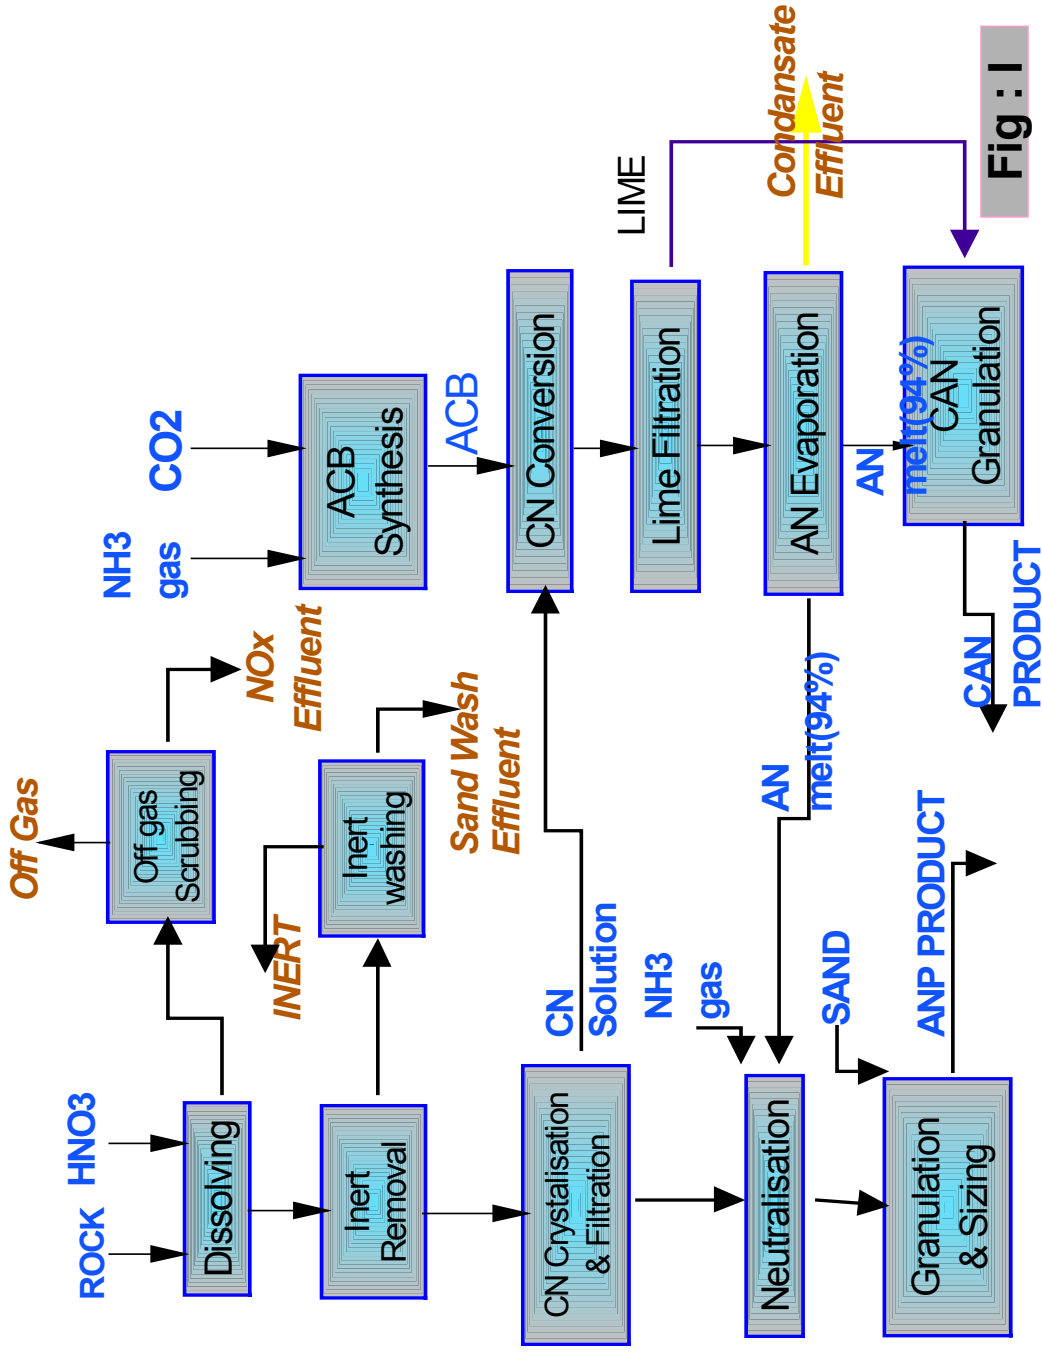 ROCK
HNO3
Dissolving
Off gas
Scrubbing
Off Gas
NOx
Effluent
NH3
gas
CO2
Inert
Removal
INERT
Inert
washing
Sand Wash
Effluent
ACB
Synthesis
ACB
CN Crystalisation
& Filtration
CN
Solution
CN Conversion
Lime Filtration
LIME
NH3
gas
Neutralisation
AN
melt(94%)
AN Evaporation
Condansate
Effluent
SAND
Granulation
& Sizing
ANP PRODUCT
AN
melt(94%)
CAN
Granulation
CAN
PRODUCT
Fig : I